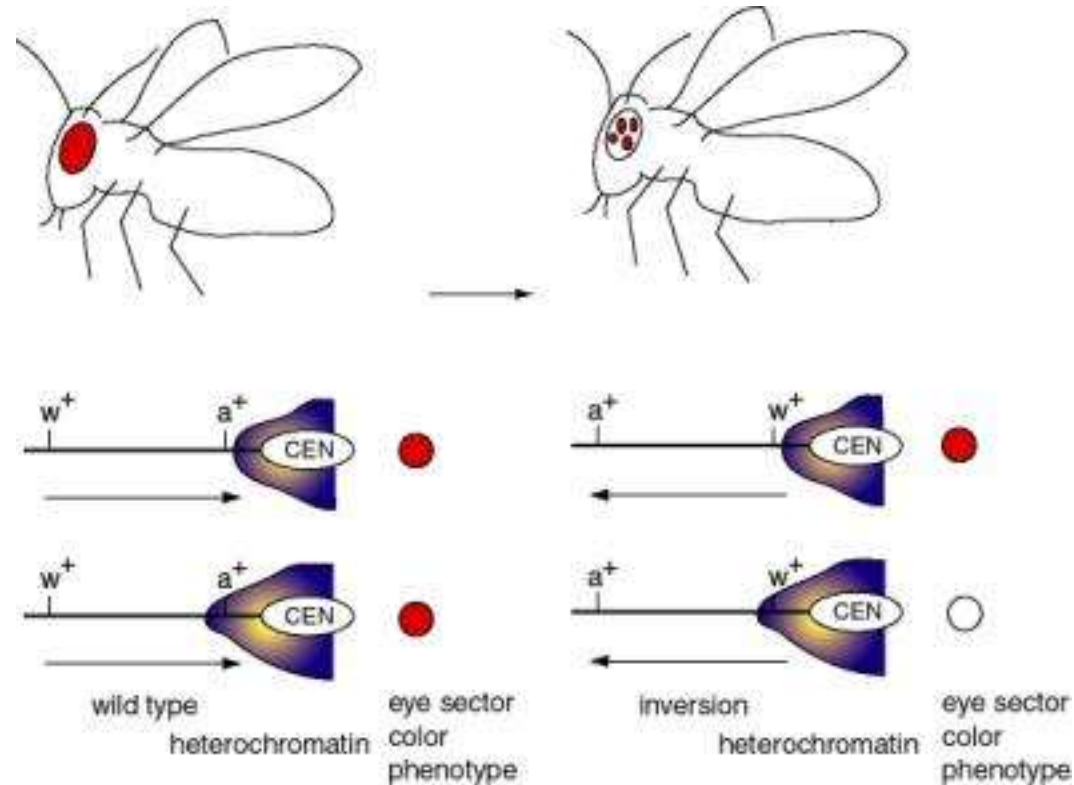 w+ a+ CEN
a+ w+ CEN
w+ a+ CEN
a+ w+ CEN
wild type
heterochromatin
eye sector
color
phenotype
inversion
heterochromatin
eye sector
color
phenotype